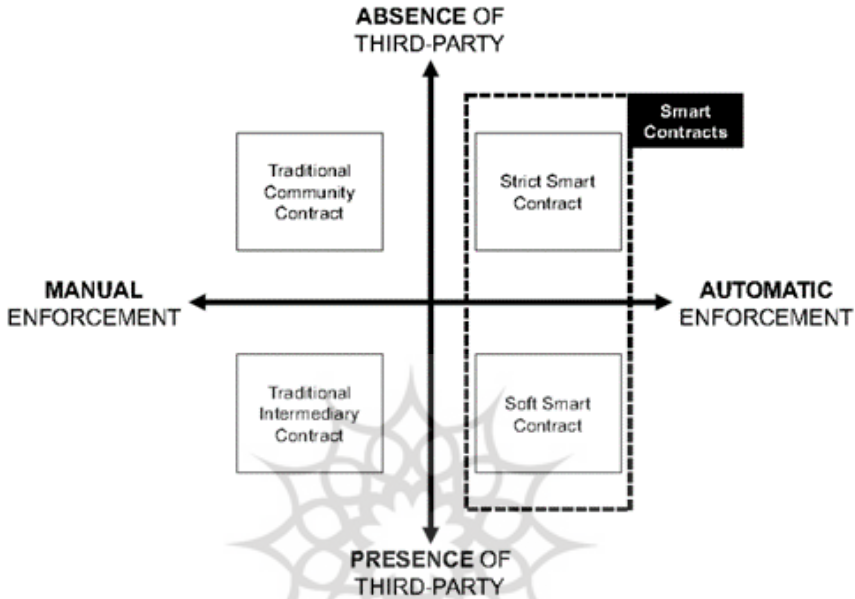 ABSENCE OF
THIRD-PARTY
Smart
Contracts
Traditional
Community
Contract
Strict Smart
Contract
MANUAL
ENFORCEMENT
AUTOMATIC
ENFORCEMENT
Traditional
Intermediary
Contract
Soft Smart
Contract
PRESENCE OF
THIRD-PARTY